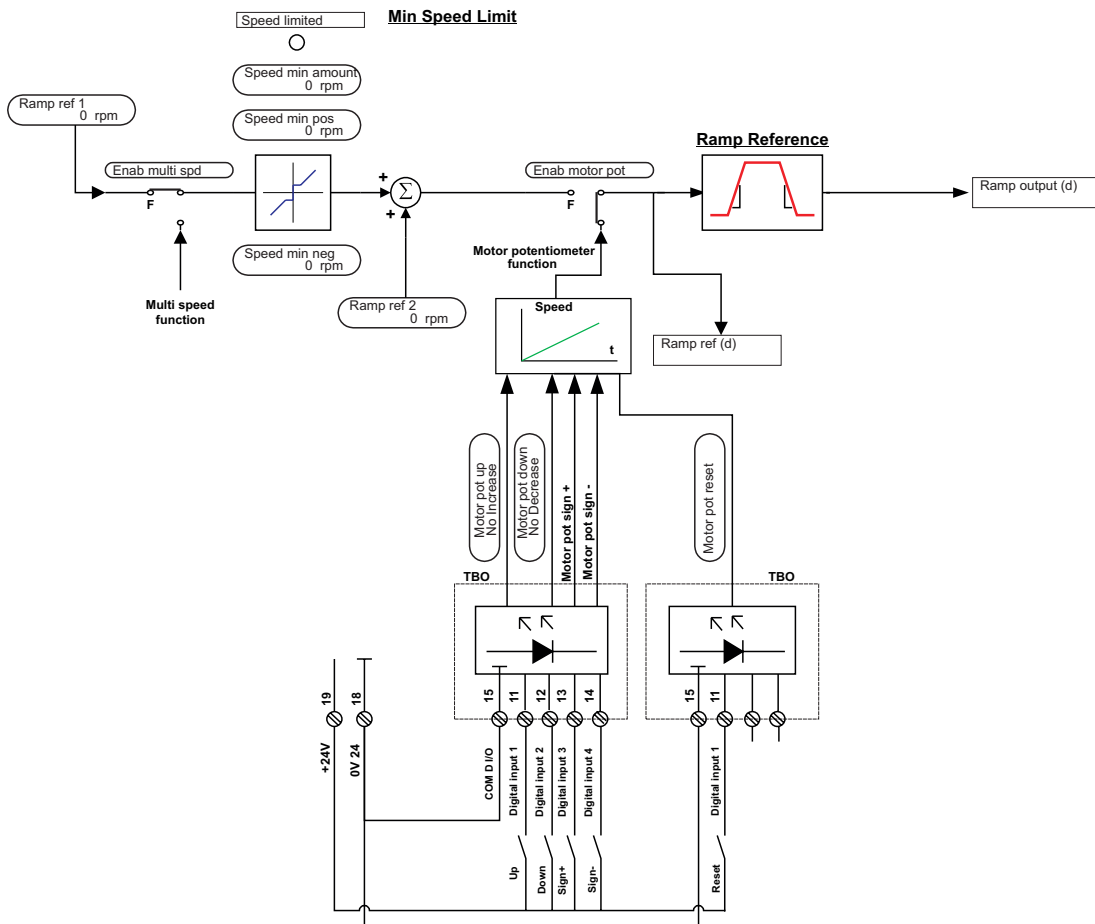 Min Speed Limit
Speed limited
Speed min amount
0 rpm
Ramp ref 1
0 rpm
Speed min pos
0 rpm
Ramp Reference
Enab multi spd
Enab motor pot
F
+
+
Σ
F
Ramp output (d)
Speed min neg
0 rpm
Motor potentiometer
function
Multi speed
function
Ramp ref 2
0 rpm
Speed
t
Ramp ref (d)
Motor pot up
No Increase
Motor pot down
No Decrease
Motor pot sign +
Motor pot sign -
Motor pot reset
TBO
TBO
19
18
15
11
12
13
14
15
11
+24V
0V 24
COM D I/O
Digital input 1
Digital input 2
Digital input 3
Digital input 4
Digital input 1
Up
Down
Sign+
Sign-
Reset